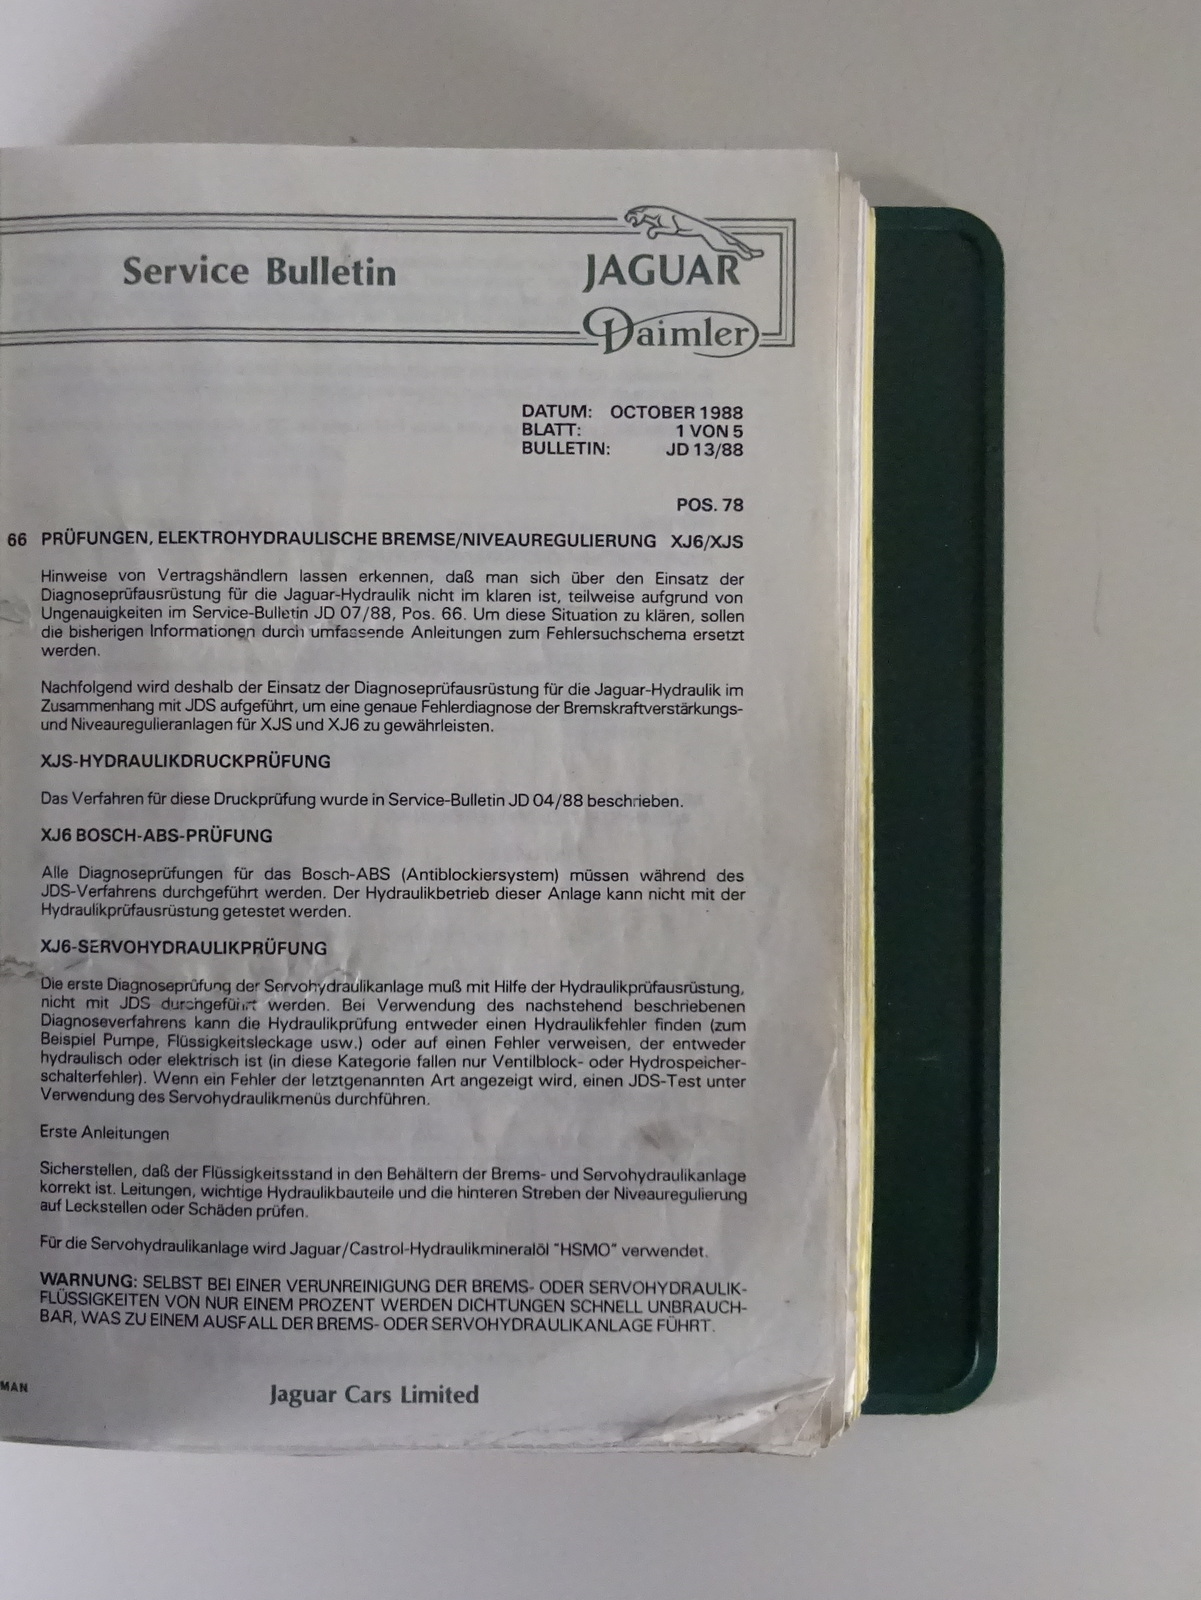 Service Bulletin
JAGUAR
Daimler
DATUM: OCTOBER 1988
BLATT: 1 VON 5
BULLETIN: JD 13/88
POS. 78
66 PRÜFUNGEN, ELEKTROHYDRAULISCHE BREMSE/NIVEAUREGULIERUNG XJ6/XJS
Hinweise von Vertragshändlern lassen erkennen, daß man sich über den Einsatz der
Diagnoseprüfausrüstung für die Jaguar-Hydraulik nicht im klaren ist, teilweise aufgrund von
Ungenauigkeiten im Service-Bulletin JD 07/88, Pos. 66. Um diese Situation zu klären, sollen
die bisherigen Informationen durch umfassende Anleitungen zum Fehlersuchschema ersetzt
werden.
Nachfolgend wird deshalb der Einsatz der Diagnoseprüfausrüstung für die Jaguar-Hydraulik im
Zusammenhang mit JDS aufgeführt, um eine genaue Fehlerdiagnose der Bremskraftverstärkungs-
und Niveauregulieranlagen für XJS und XJ6 zu gewährleisten.
XJS-HYDRAULIKDRUCKPRÜFUNG
Das Verfahren für diese Druckprüfung wurde in Service-Bulletin JD 04/88 beschrieben.
XJ6 BOSCH-ABS-PRÜFUNG
Alle Diagnoseprüfungen für das Bosch-ABS (Antiblockiersystem) müssen während des
JDS-Verfahrens durchgeführt werden. Der Hydraulikbetrieb dieser Anlage kann nicht mit der
Hydraulikprüfausrüstung getestet werden.
XJ6-SERVOHYDRAULIKPRÜFUNG
Die erste Diagnoseprüfung der Servohydraulikanlage muß mit Hilfe der Hydraulikprüfausrüstung,
nicht mit JDS durchgeführt werden. Bei Verwendung des nachstehend beschriebenen
Diagnoseverfahrens kann die Hydraulikprüfung entweder einen Hydraulikfehler finden (zum
Beispiel Pumpe, Flüssigkeitsleckage usw.) oder auf einen Fehler verweisen, der entweder
hydraulisch oder elektrisch ist (in diese Kategorie fallen nur Ventilblock- oder Hydrospeicher-
schalterfehler). Wenn ein Fehler der letztgenannten Art angezeigt wird, einen JDS-Test unter
Verwendung des Servohydraulikmenüs durchführen.
Erste Anleitungen
Sicherstellen, daß der Flüssigkeitsstand in den Behältern der Brems- und Servohydraulikanlage
korrekt ist. Leitungen, wichtige Hydraulikbauteile und die hinteren Streben der Niveauregulierung
auf Leckstellen oder Schäden prüfen.
Für die Servohydraulikanlage wird Jaguar/Castrol-Hydraulikmineralöl "HSMO" verwendet.
WARNUNG: SELBST BEI EINER VERUNREINIGUNG DER BREMS- ODER SERVOHYDRAULIK-
FLÜSSIGKEITEN VON NUR EINEM PROZENT WERDEN DICHTUNGEN SCHNELL UNBRAUCH-
BAR, WAS ZU EINEM AUSFALL DER BREMS- ODER SERVOHYDRAULIKANLAGE FÜHRT.
MAN
Jaguar Cars Limited